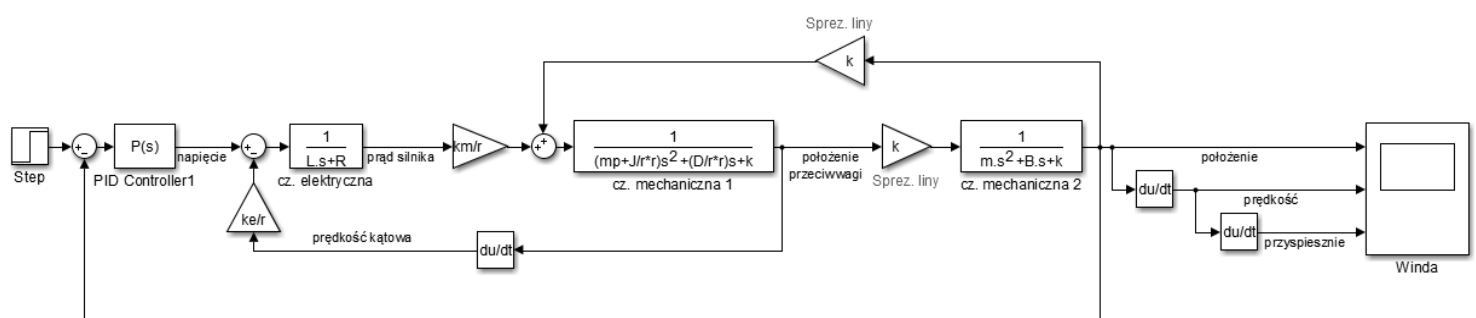 Sprez. liny
k
Step
+
-
P(s)
PID Controller1
napięcie
+
-
1
L.s+R
cz. elektryczna
prąd silnika
km/r
+
+
1
(mp+J/r*r)s²+(D/r*r)s+k
cz. mechaniczna 1
położenie
przeciwwagi
k
Sprez. liny
1
m.s²+B.s+k
cz. mechaniczna 2
położenie
du/dt
prędkość
du/dt
przyspiesznie
Winda
ke/r
prędkość kątowa
du/dt